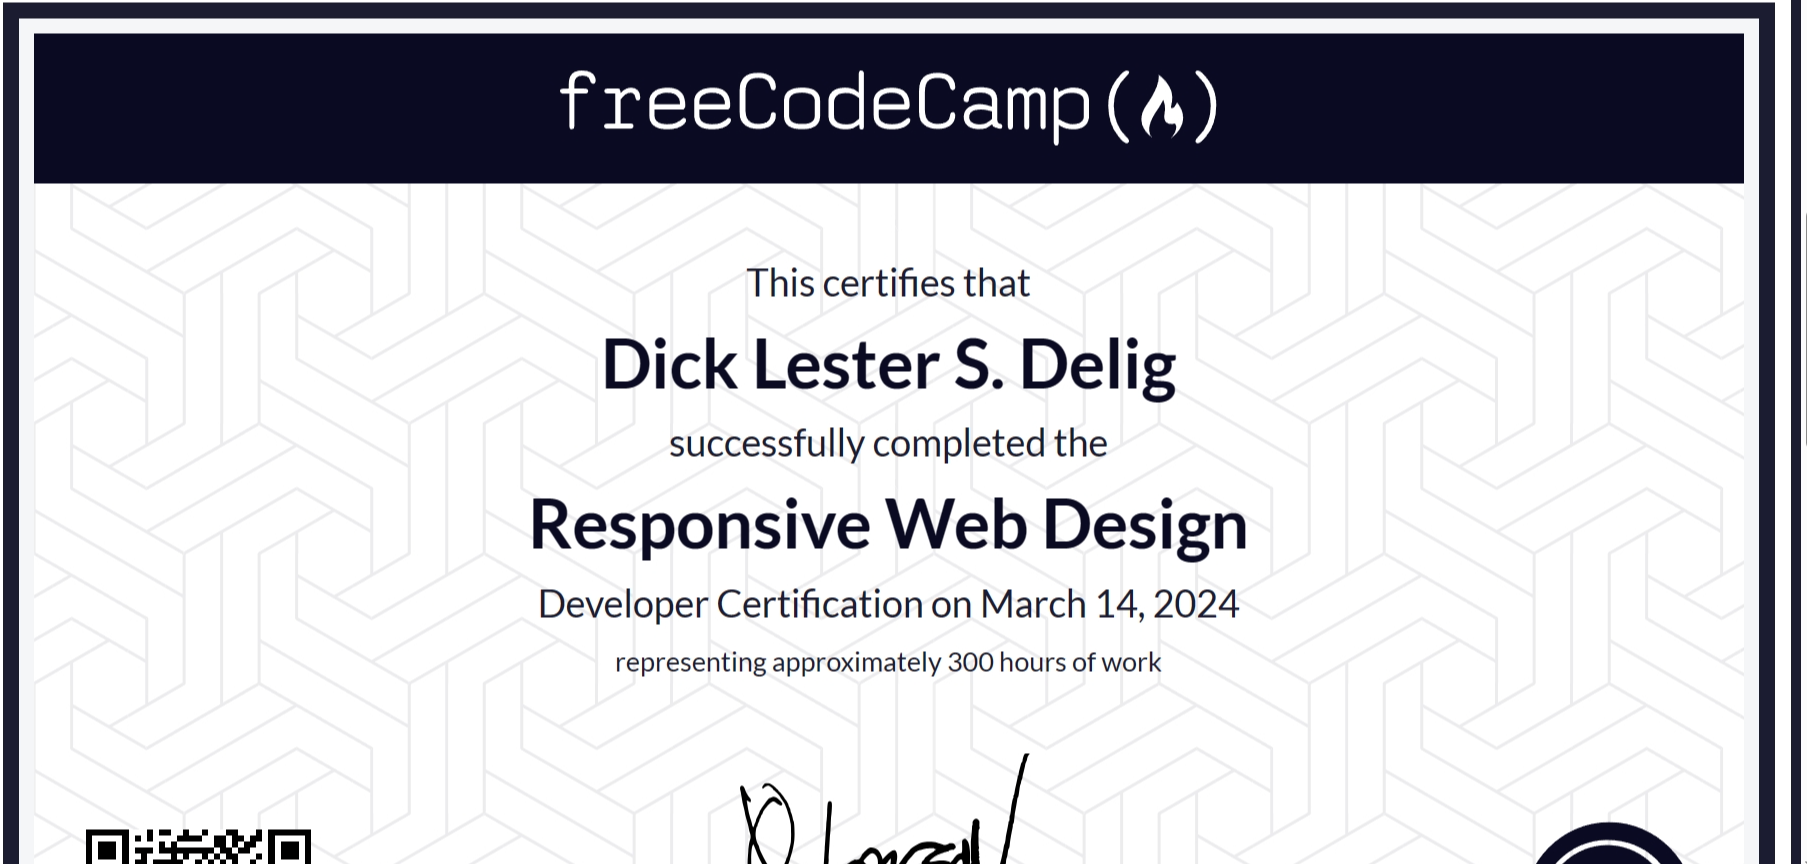 freeCodeCamp
This certifies that
Dick Lester S. Delig
successfully completed the
Responsive Web Design
Developer Certification on March 14, 2024
representing approximately 300 hours of work